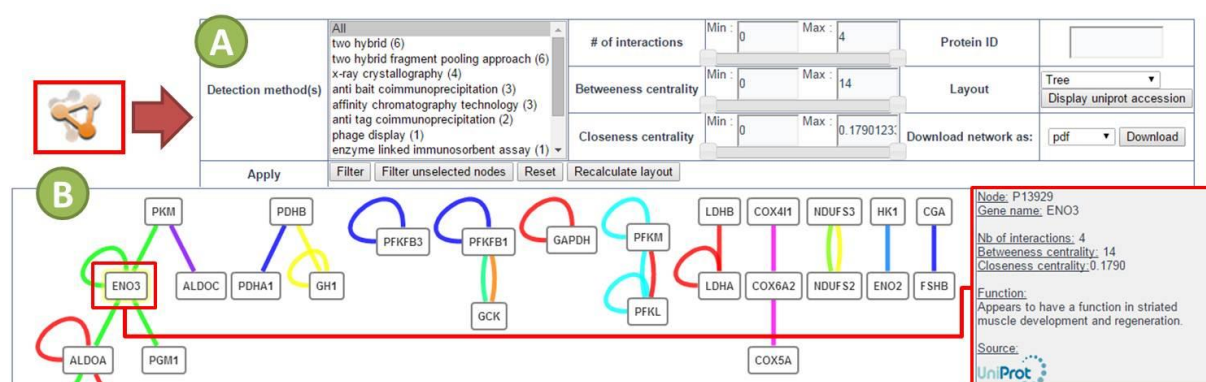 A
Detection method(s)
All
two hybrid (6)
two hybrid fragment pooling approach (6)
x-ray crystallography (4)
anti bait coimmunoprecipitation (3)
affinity chromatography technology (3)
anti tag coimmunoprecipitation (2)
phage display (1)
enzyme linked immunosorbent assay (1)
# of interactions
Min : 0 Max : 4
Protein ID
Betweeness centrality
Min : 0 Max : 14
Layout
Tree
Display uniprot accession
Closeness centrality
Min : 0 Max : 0.17901233
Download network as:
pdf Download
Apply
Filter Filter unselected nodes Reset Recalculate layout
B
PKM PDHB PFKFB3 PFKFB1 GAPDH PFKM LDHB COX4I1 NDUFS3 HK1 CGA
ENO3 ALDOC PDHA1 GH1 GCK PFKL LDHA COX6A2 NDUFS2 ENO2 FSHB
ALDOA PGM1 COX5A
Node: P13929
Gene name: ENO3
Nb of interactions: 4
Betweeness centrality: 14
Closeness centrality:0.1790
Function:
Appears to have a function in striated
muscle development and regeneration.
Source:
UniProt